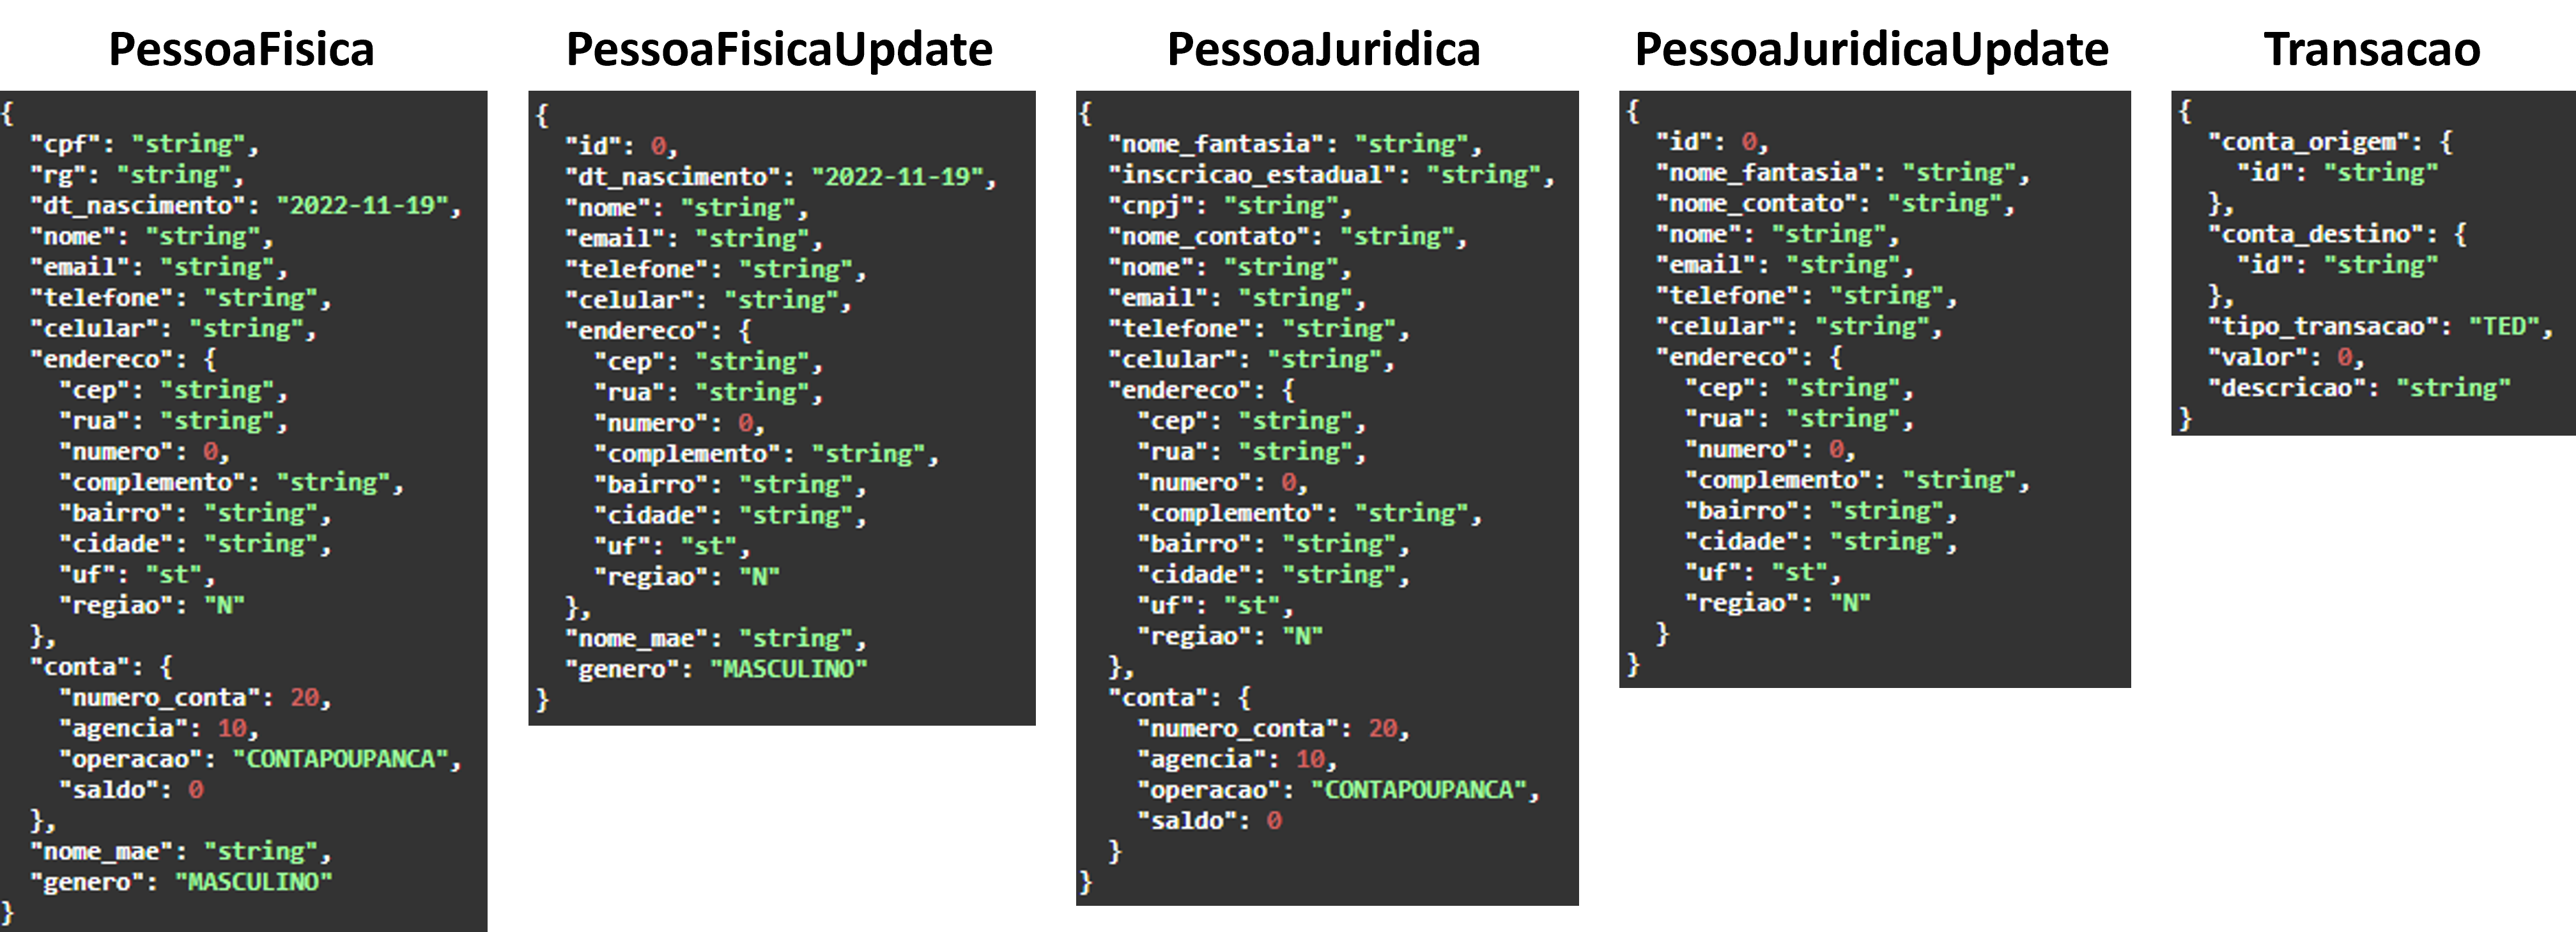 PessoaFisica
{
  "cpf": "string",
  "rg": "string",
  "dt_nascimento": "2022-11-19",
  "nome": "string",
  "email": "string",
  "telefone": "string",
  "celular": "string",
  "endereco": {
    "cep": "string",
    "rua": "string",
    "numero": 0,
    "complemento": "string",
    "bairro": "string",
    "cidade": "string",
    "uf": "st",
    "regiao": "N"
  },
  "conta": {
    "numero_conta": 20,
    "agencia": 10,
    "operacao": "CONTAPOUPANCA",
    "saldo": 0
  },
  "nome_mae": "string",
  "genero": "MASCULINO"
}
PessoaFisicaUpdate
{
  "id": 0,
  "dt_nascimento": "2022-11-19",
  "nome": "string",
  "email": "string",
  "telefone": "string",
  "celular": "string",
  "endereco": {
    "cep": "string",
    "rua": "string",
    "numero": 0,
    "complemento": "string",
    "bairro": "string",
    "cidade": "string",
    "uf": "st",
    "regiao": "N"
  },
  "nome_mae": "string",
  "genero": "MASCULINO"
}
PessoaJuridica
{
  "nome_fantasia": "string",
  "inscricao_estadual": "string",
  "cnpj": "string",
  "nome_contato": "string",
  "nome": "string",
  "email": "string",
  "telefone": "string",
  "celular": "string",
  "endereco": {
    "cep": "string",
    "rua": "string",
    "numero": 0,
    "complemento": "string",
    "bairro": "string",
    "cidade": "string",
    "uf": "st",
    "regiao": "N"
  },
  "conta": {
    "numero_conta": 20,
    "agencia": 10,
    "operacao": "CONTAPOUPANCA",
    "saldo": 0
  }
}
PessoaJuridicaUpdate
{
  "id": 0,
  "nome_fantasia": "string",
  "nome_contato": "string",
  "nome": "string",
  "email": "string",
  "telefone": "string",
  "celular": "string",
  "endereco": {
    "cep": "string",
    "rua": "string",
    "numero": 0,
    "complemento": "string",
    "bairro": "string",
    "cidade": "string",
    "uf": "st",
    "regiao": "N"
  }
}
Transacao
{
  "conta_origem": {
    "id": "string"
  },
  "conta_destino": {
    "id": "string"
  },
  "tipo_transacao": "TED",
  "valor": 0,
  "descricao": "string"
}